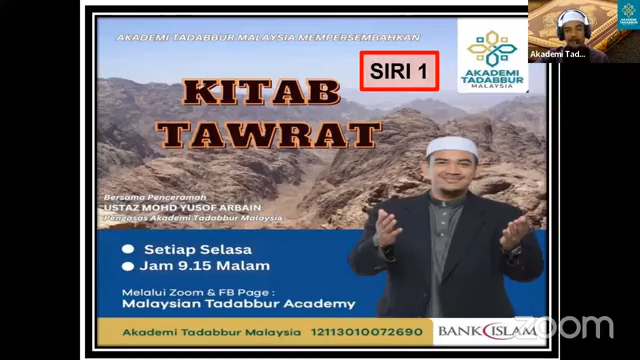 AKADEMI TADABBUR MALAYSIA MEMPERSEMBAHKAN
SIRI 1
AKADEMI
TADABBUR
MALAYSIA
KITAB
TAWRAT
Bersama Penceramah
USTAZ MOHD YUSOF ARBAIN
Pengasas Akademi Tadabbur Malaysia
Setiap Selasa
Jam 9.15 Malam
Melalui Zoom & FB Page :
Malaysian Tadabbur Academy
Akademi Tadabbur Malaysia 12113010072690
BANK ISLAM
zoom
Akademi Tad...